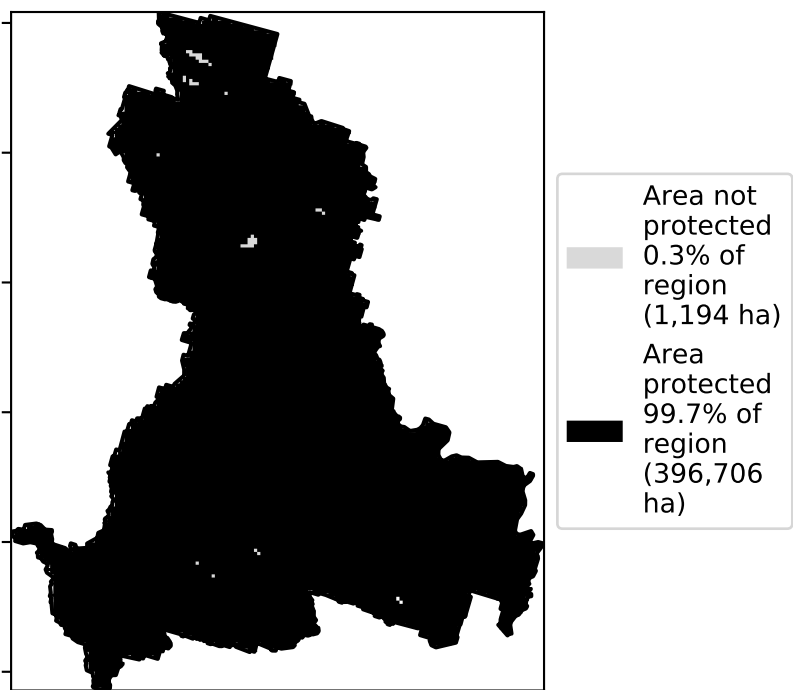 Area not
protected
0.3% of
region
(1,194 ha)
Area
protected
99.7% of
region
(396,706
ha)